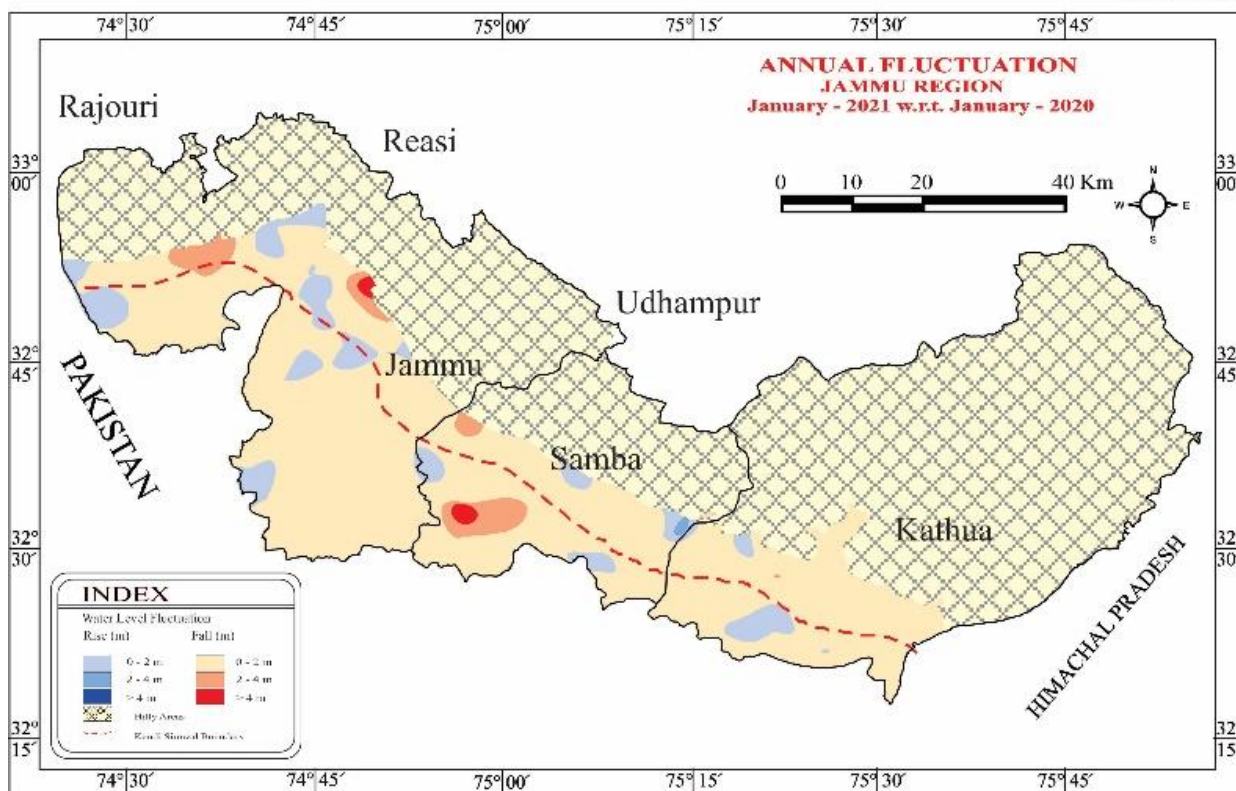 74° 30´ 74° 45´ 75° 00´ 75° 15´ 75° 30´ 75° 45´
ANNUAL FLUCTUATION
JAMMU REGION
January - 2021 w.r.t. January - 2020
Rajouri
Reasi
33° 00´ 33° 00´
0 10 20 40 Km
N
W E
S
Udhampur
32° 45´ 32° 45´
Jammu
PAKISTAN
Samba
Kathua
32° 30´ 32° 30´
HIMACHAL PRADESH
INDEX
Water Level Fluctuation
Rise (m) Fall (m)
0 - 2 m 0 - 2 m
2 - 4 m 2 - 4 m
> 4 m > 4 m
Hilly Areas
Boundary
32° 15´ 32° 15´
74° 30´ 74° 45´ 75° 00´ 75° 15´ 75° 30´ 75° 45´